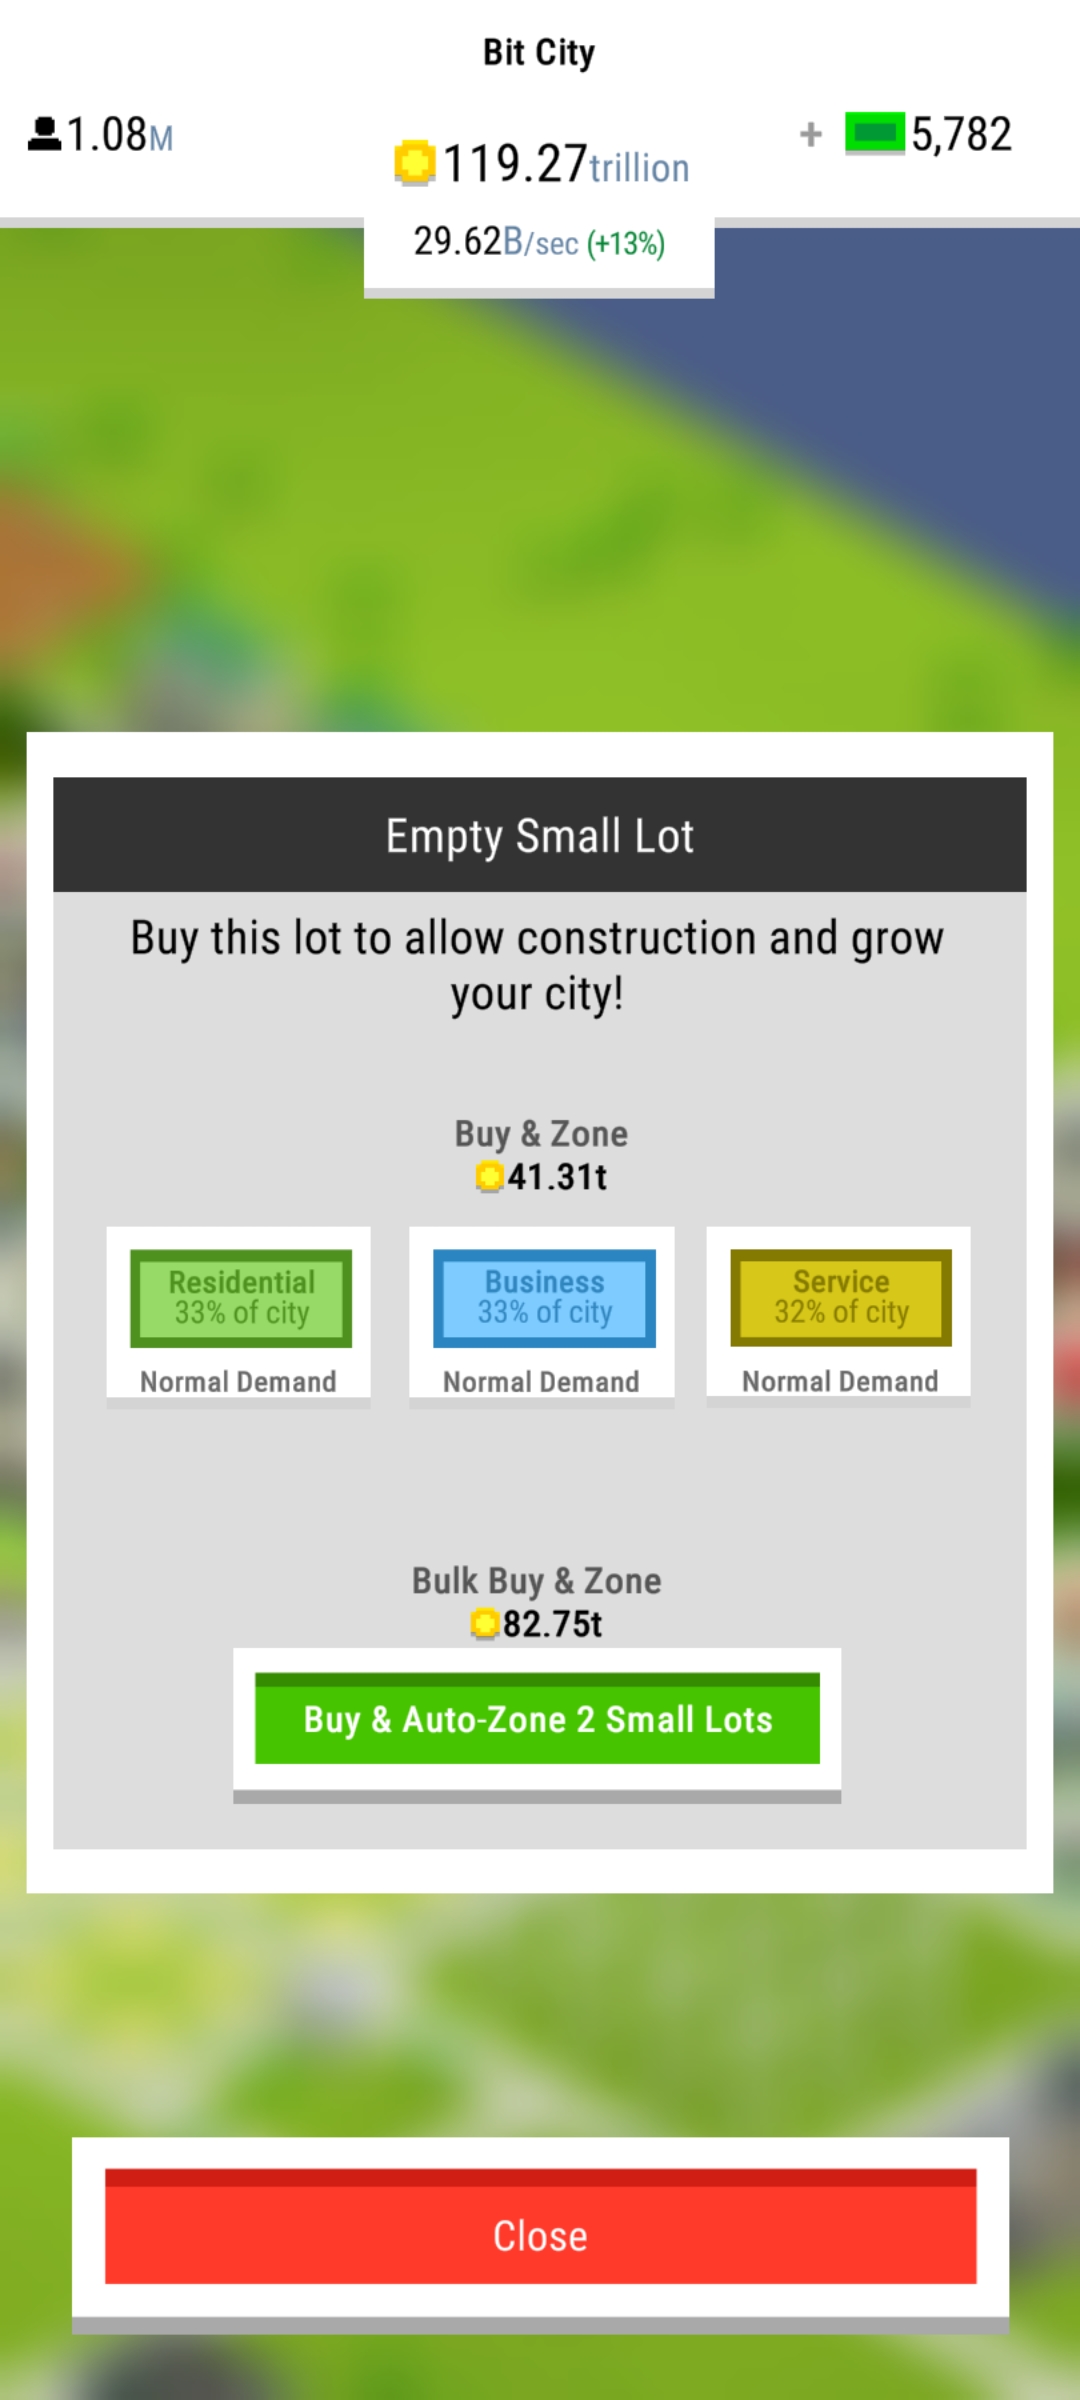 Bit City
1.08M
119.27trillion
+ 5,782
29.62B/sec (+13%)
Empty Small Lot
Buy this lot to allow construction and grow
your city!
Buy & Zone
41.31t
Residential
33% of city
Normal Demand
Business
33% of city
Normal Demand
Service
32% of city
Normal Demand
Bulk Buy & Zone
82.75t
Buy & Auto-Zone 2 Small Lots
Close